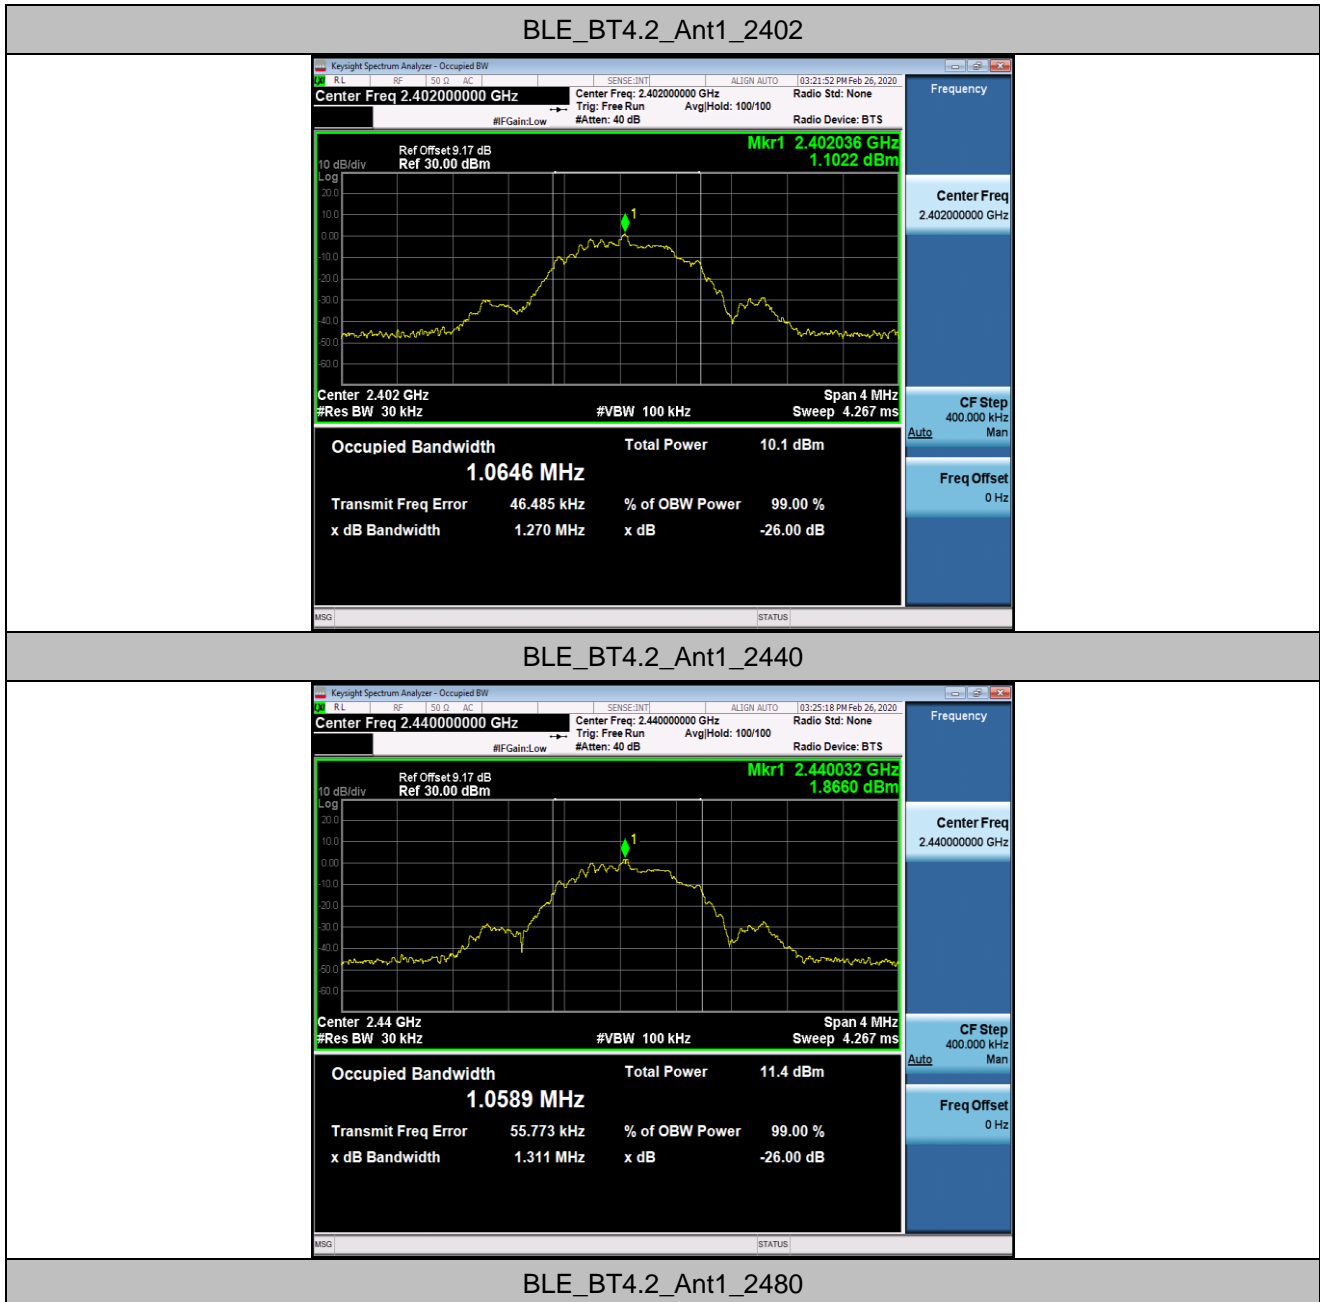 BLE_BT4.2_Ant1_2402
Keysight Spectrum Analyzer - Occupied BW
RL RF 50 Ω AC SENSE:INT ALIGN AUTO 03:21:52 PM Feb 26, 2020
Center Freq 2.402000000 GHz
Center Freq: 2.402000000 GHz Radio Std: None
Trig: Free Run Avg|Hold: 100/100
#IFGain:Low #Atten: 40 dB Radio Device: BTS
Frequency
Mkr1 2.402036 GHz
1.1022 dBm
Ref Offset 9.17 dB
10 dB/div Ref 30.00 dBm
Log
20.0
10.0
0.00
-10.0
-20.0
-30.0
-40.0
-50.0
-60.0
1
Center 2.402 GHz Span 4 MHz
#Res BW 30 kHz #VBW 100 kHz Sweep 4.267 ms
Center Freq
2.402000000 GHz
CF Step
400.000 kHz
Auto Man
Freq Offset
0 Hz
Occupied Bandwidth Total Power 10.1 dBm
1.0646 MHz
Transmit Freq Error 46.485 kHz % of OBW Power 99.00 %
x dB Bandwidth 1.270 MHz x dB -26.00 dB
MSG STATUS
BLE_BT4.2_Ant1_2440
Keysight Spectrum Analyzer - Occupied BW
RL RF 50 Ω AC SENSE:INT ALIGN AUTO 03:25:18 PM Feb 26, 2020
Center Freq 2.440000000 GHz
Center Freq: 2.440000000 GHz Radio Std: None
Trig: Free Run Avg|Hold: 100/100
#IFGain:Low #Atten: 40 dB Radio Device: BTS
Frequency
Mkr1 2.440032 GHz
1.8660 dBm
Ref Offset 9.17 dB
10 dB/div Ref 30.00 dBm
Log
20.0
10.0
0.00
-10.0
-20.0
-30.0
-40.0
-50.0
-60.0
1
Center 2.44 GHz Span 4 MHz
#Res BW 30 kHz #VBW 100 kHz Sweep 4.267 ms
Center Freq
2.440000000 GHz
CF Step
400.000 kHz
Auto Man
Freq Offset
0 Hz
Occupied Bandwidth Total Power 11.4 dBm
1.0589 MHz
Transmit Freq Error 55.773 kHz % of OBW Power 99.00 %
x dB Bandwidth 1.311 MHz x dB -26.00 dB
MSG STATUS
BLE_BT4.2_Ant1_2480